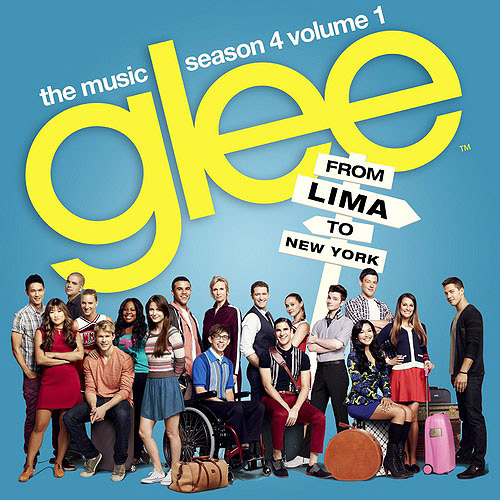 the music season 4 volume 1
glee
TM
FROM
LIMA
TO
NEW YORK